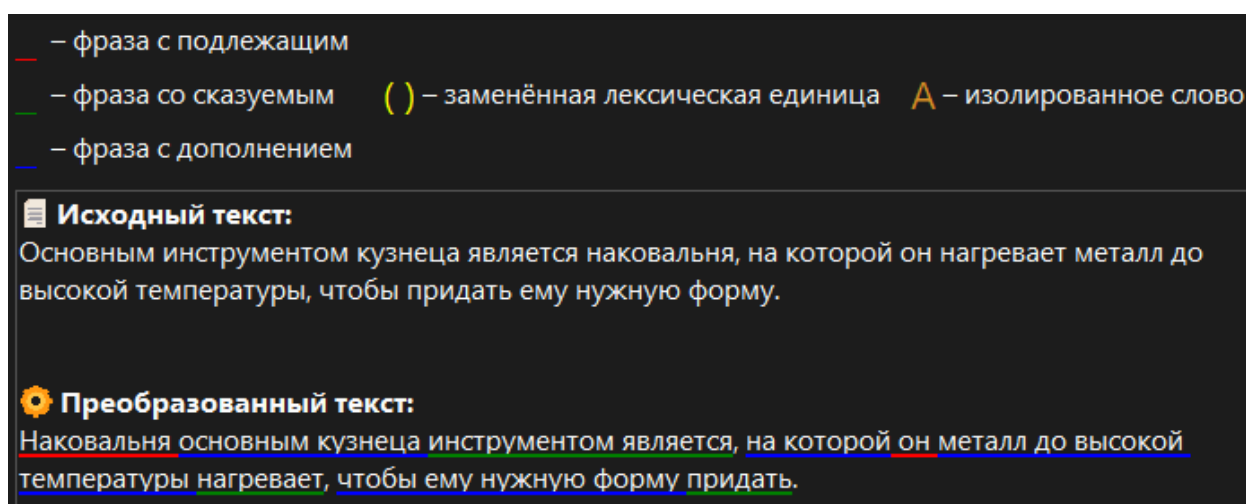 _ – фраза с подлежащим
_ – фраза со сказуемым ( ) – заменённая лексическая единица А – изолированное слово
_ – фраза с дополнением
Исходный текст:
Основным инструментом кузнеца является наковальня, на которой он нагревает металл до
высокой температуры, чтобы придать ему нужную форму.
Преобразованный текст:
Наковальня основным кузнеца инструментом является, на которой он металл до высокой
температуры нагревает, чтобы ему нужную форму придать.